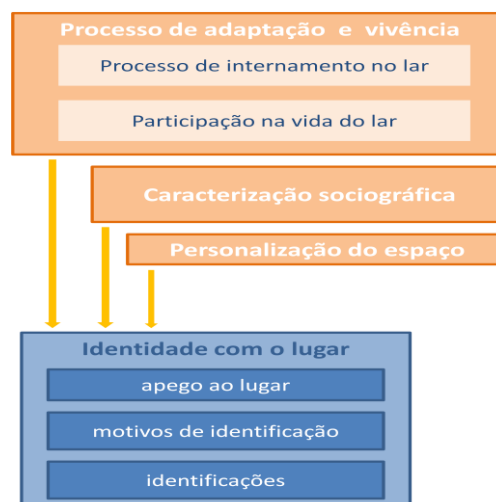 Processo de adaptação e vivência
Processo de internamento no lar
Participação na vida do lar
Caracterização sociográfica
Personalização do espaço
Identidade com o lugar
apego ao lugar
motivos de identificação
identificações